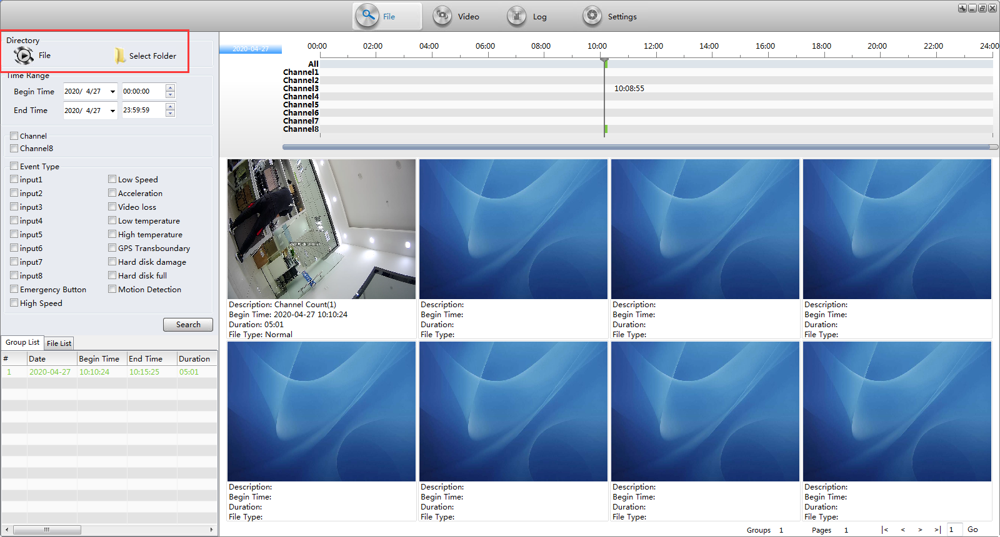 File Video Log Settings
Directory
File Select Folder
Time Range
Begin Time 2020/ 4/27 00:00:00
End Time 2020/ 4/27 23:59:59
Channel
Channel8
Event Type
input1 Low Speed
input2 Acceleration
input3 Video loss
input4 Low temperature
input5 High temperature
input6 GPS Transboundary
input7 Hard disk damage
input8 Hard disk full
Emergency Button Motion Detection
High Speed
Search
Group List File List
# Date Begin Time End Time Duration
1 2020-04-27 10:10:24 10:15:25 05:01
2020-04-27 00:00 02:00 04:00 06:00 08:00 10:00 12:00 14:00 16:00 18:00 20:00 22:00 24:00
All
Channel1
Channel2
Channel3 10:08:55
Channel4
Channel5
Channel6
Channel7
Channel8
Description: Channel Count(1)
Begin Time: 2020-04-27 10:10:24
Duration: 05:01
File Type: Normal
Description:
Begin Time:
Duration:
File Type:
Description:
Begin Time:
Duration:
File Type:
Description:
Begin Time:
Duration:
File Type:
Description:
Begin Time:
Duration:
File Type:
Description:
Begin Time:
Duration:
File Type:
Description:
Begin Time:
Duration:
File Type:
Description:
Begin Time:
Duration:
File Type:
Groups 1 Pages 1 |< < > >| 1 Go